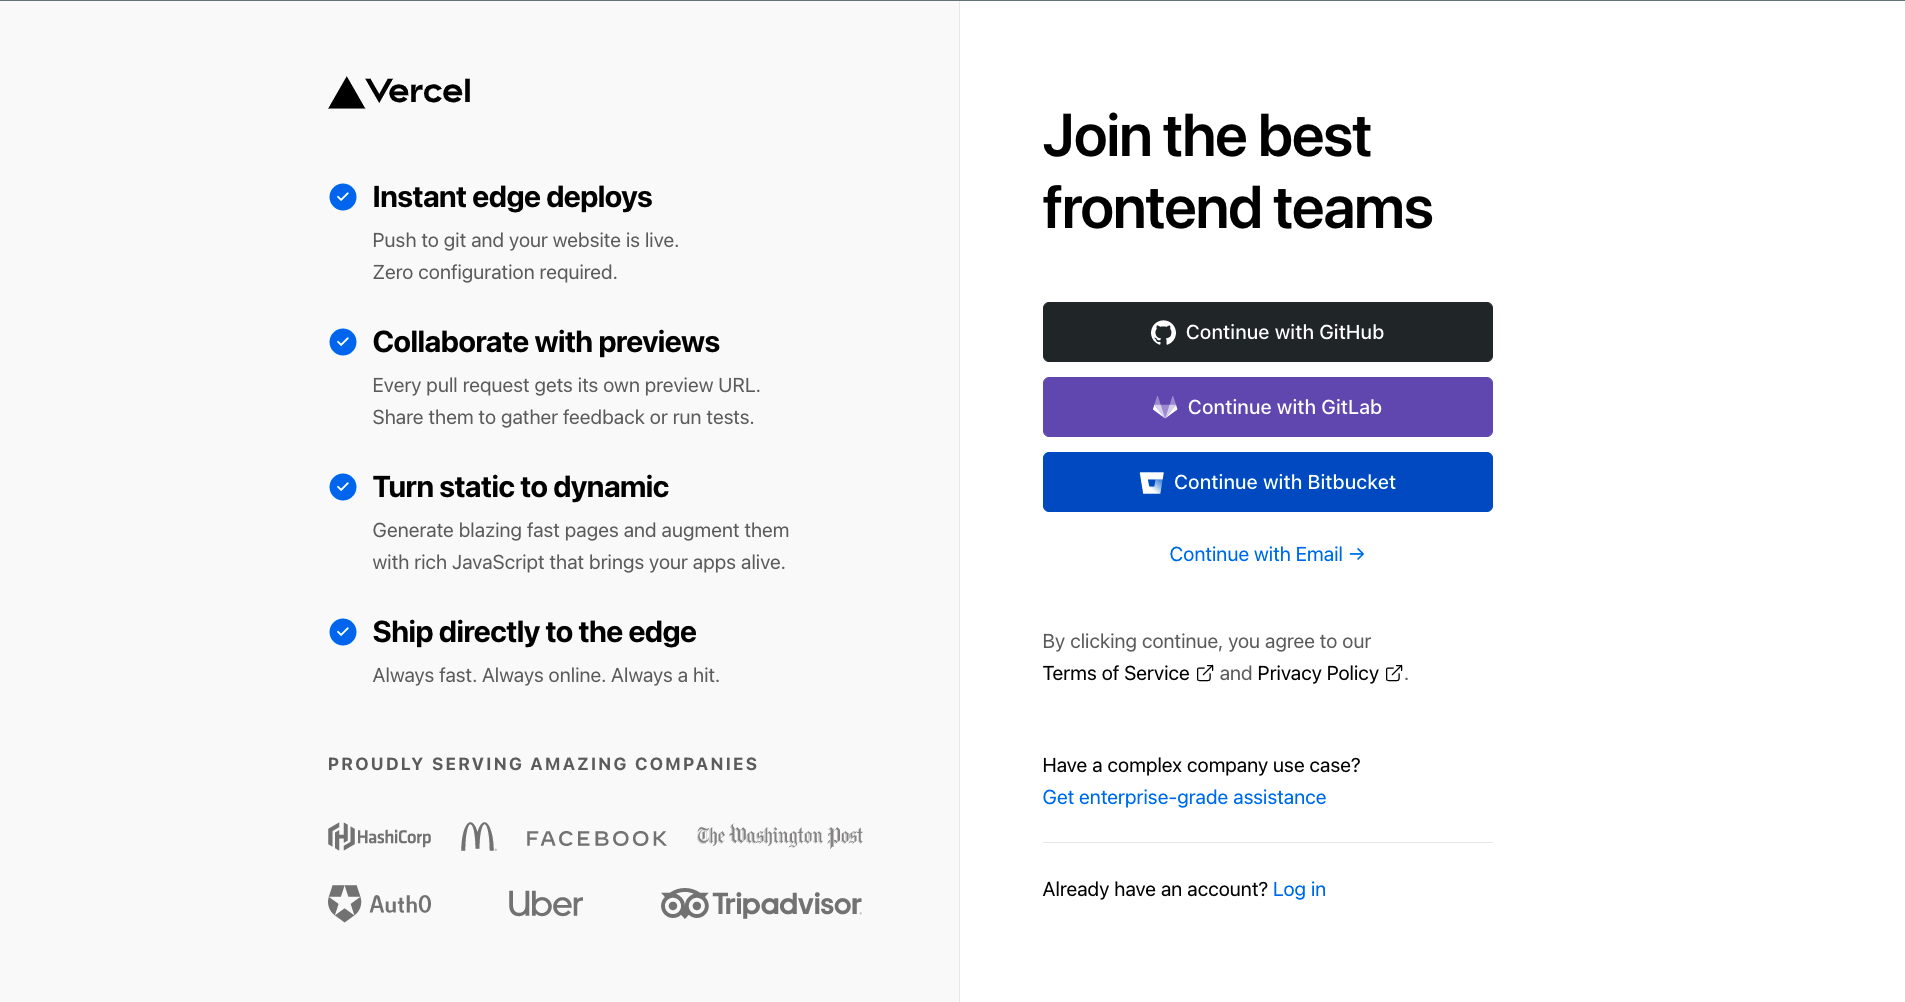 Vercel
Instant edge deploys
Push to git and your website is live.
Zero configuration required.
Collaborate with previews
Every pull request gets its own preview URL.
Share them to gather feedback or run tests.
Turn static to dynamic
Generate blazing fast pages and augment them
with rich JavaScript that brings your apps alive.
Ship directly to the edge
Always fast. Always online. Always a hit.
PROUDLY SERVING AMAZING COMPANIES
HashiCorp FACEBOOK The Washington Post
Auth0 Uber Tripadvisor
Join the best
frontend teams
Continue with GitHub
Continue with GitLab
Continue with Bitbucket
Continue with Email →
By clicking continue, you agree to our
Terms of Service and Privacy Policy.
Have a complex company use case?
Get enterprise-grade assistance
Already have an account? Log in